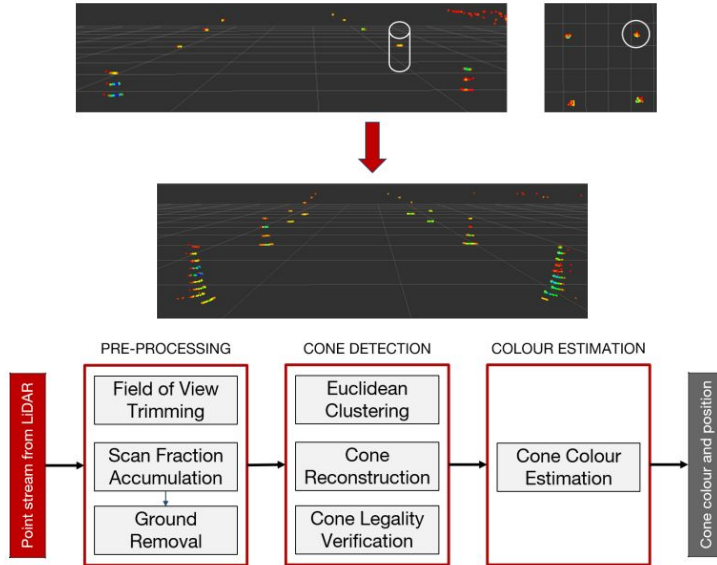 PRE-PROCESSING
CONE DETECTION
COLOUR ESTIMATION
Point stream from LiDAR
Field of View
Trimming
Scan Fraction
Accumulation
Ground
Removal
Euclidean
Clustering
Cone
Reconstruction
Cone Legality
Verification
Cone Colour
Estimation
Cone colour and position